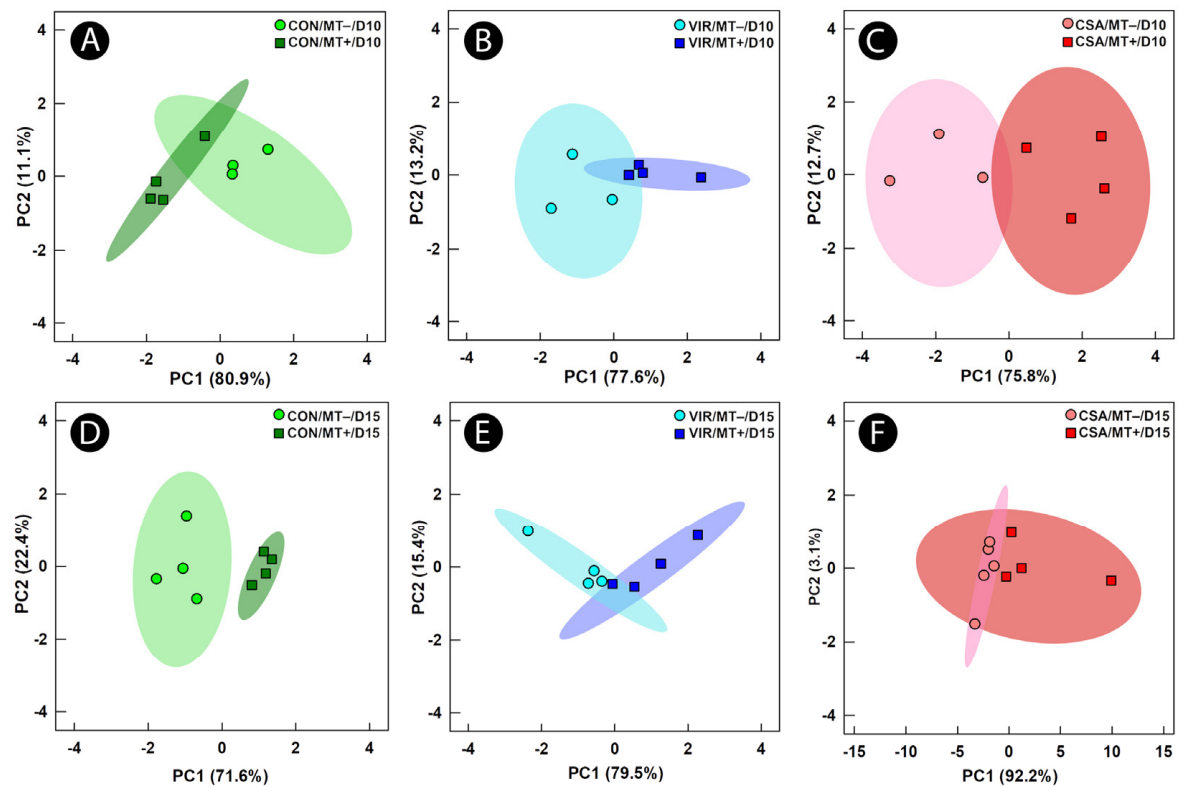 A
CON/MT–/D10
CON/MT+/D10
4
2
0
-2
-4
PC2 (11.1%)
-4 -2 0 2 4
PC1 (80.9%)
B
VIR/MT–/D10
VIR/MT+/D10
4
2
0
-2
-4
PC2 (13.2%)
-4 -2 0 2 4
PC1 (77.6%)
C
CSA/MT–/D10
CSA/MT+/D10
4
2
0
-2
-4
PC2 (12.7%)
-4 -2 0 2 4
PC1 (75.8%)
D
CON/MT–/D15
CON/MT+/D15
4
2
0
-2
-4
PC2 (22.4%)
-4 -2 0 2 4
PC1 (71.6%)
E
VIR/MT–/D15
VIR/MT+/D15
4
2
0
-2
-4
PC2 (15.4%)
-4 -2 0 2 4
PC1 (79.5%)
F
CSA/MT–/D15
CSA/MT+/D15
4
2
0
-2
-4
PC2 (3.1%)
-15 -10 -5 0 5 10 15
PC1 (92.2%)